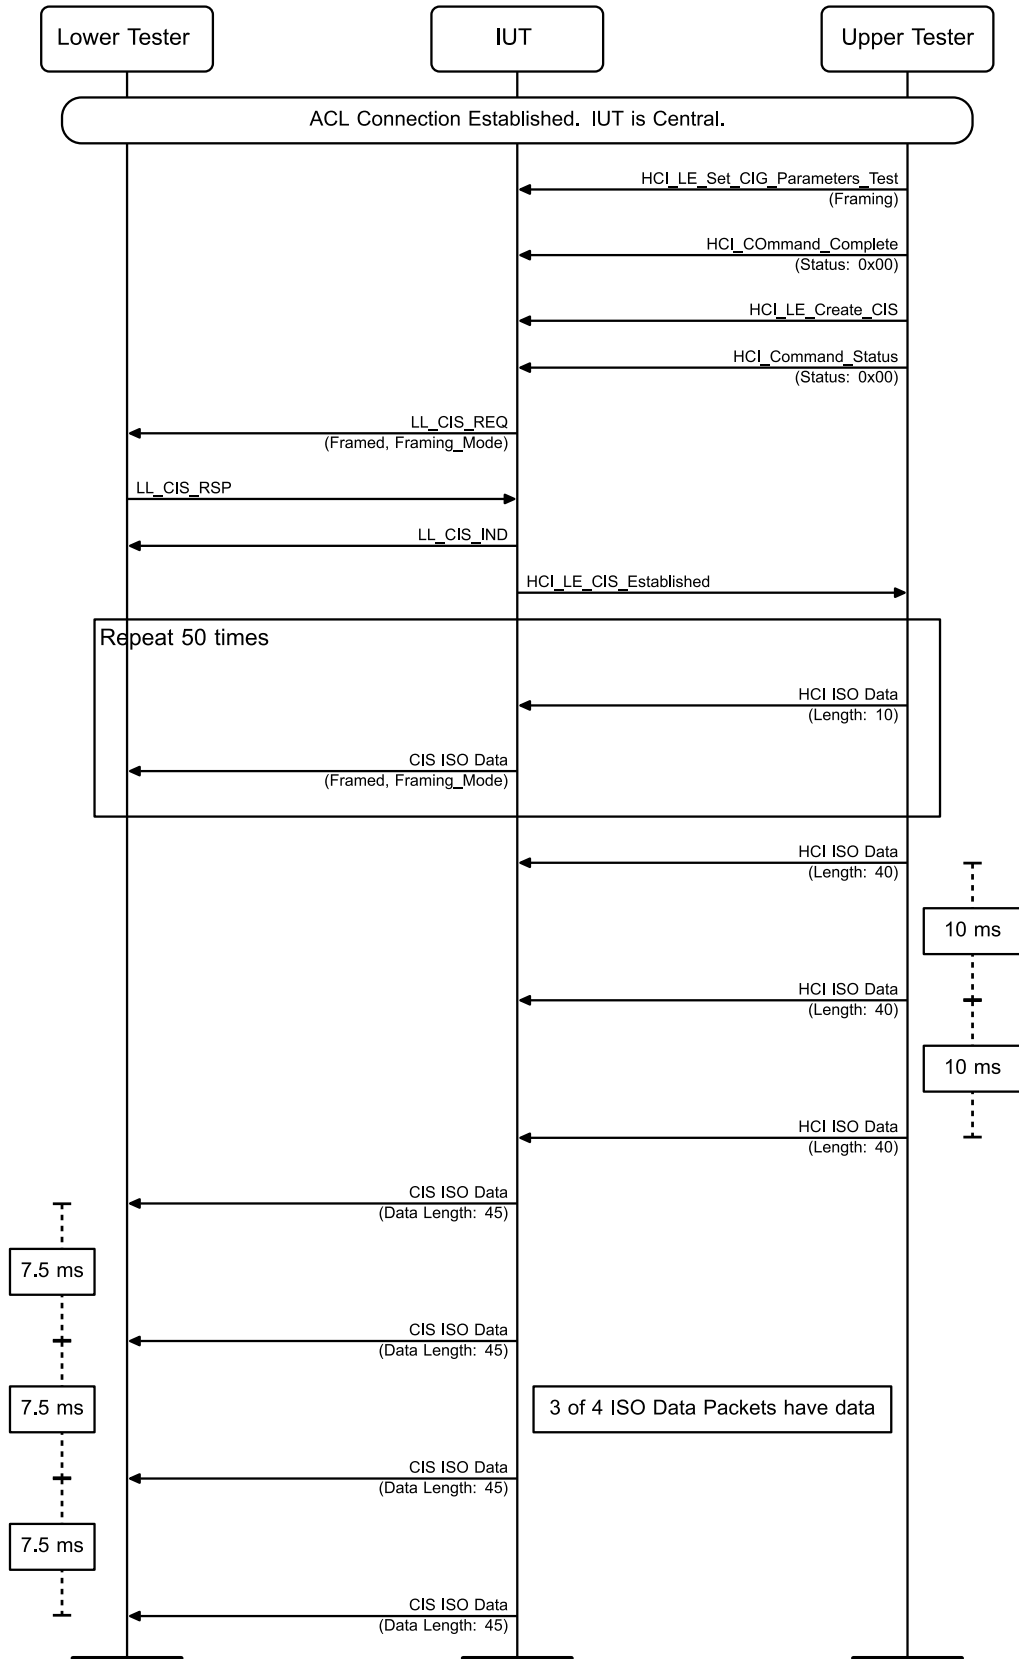 Lower Tester
IUT
Upper Tester
ACL Connection Established. IUT is Central.
HCI_LE_Set_CIG_Parameters_Test
(Framing)
HCI_COmmand_Complete
(Status: 0x00)
HCI_LE_Create_CIS
HCI_Command_Status
(Status: 0x00)
LL_CIS_REQ
(Framed, Framing_Mode)
LL_CIS_RSP
LL_CIS_IND
HCI_LE_CIS_Established
Repeat 50 times
HCI ISO Data
(Length: 10)
CIS ISO Data
(Framed, Framing_Mode)
HCI ISO Data
(Length: 40)
10 ms
HCI ISO Data
(Length: 40)
10 ms
HCI ISO Data
(Length: 40)
CIS ISO Data
(Data Length: 45)
7.5 ms
CIS ISO Data
(Data Length: 45)
7.5 ms
3 of 4 ISO Data Packets have data
CIS ISO Data
(Data Length: 45)
7.5 ms
CIS ISO Data
(Data Length: 45)